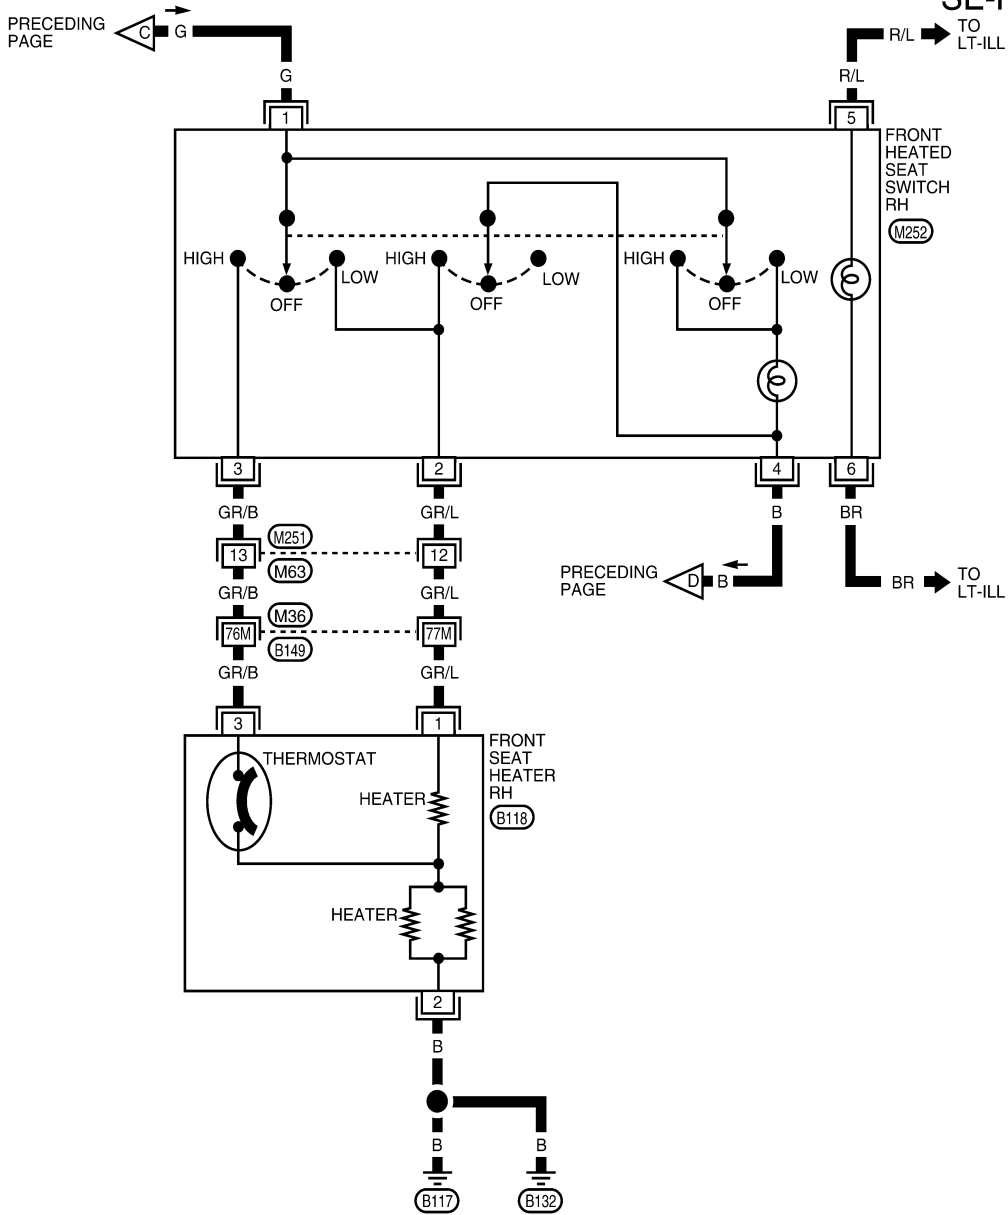 PRECEDING
PAGE
C
G
G
R/L
TO
LT-ILL
R/L
1
5
FRONT
HEATED
SEAT
SWITCH
RH
M252
HIGH
OFF
LOW
HIGH
OFF
LOW
HIGH
OFF
LOW
3
2
4
6
GR/B
GR/L
B
BR
M251
13
12
M63
PRECEDING
PAGE
D
B
BR
TO
LT-ILL
GR/B
GR/L
M36
76M
77M
B149
GR/B
GR/L
3
1
THERMOSTAT
FRONT
SEAT
HEATER
RH
B118
HEATER
HEATER
2
B
B
B
B117
B132